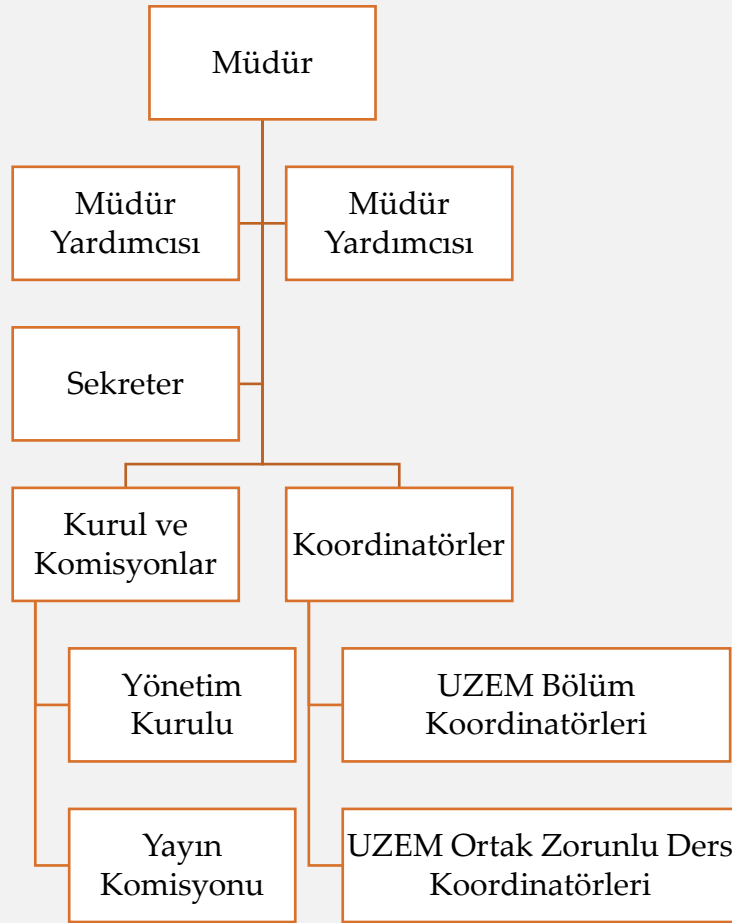 Müdür
Müdür
Yardımcısı
Müdür
Yardımcısı
Sekreter
Kurul ve
Komisyonlar
Koordinatörler
Yönetim
Kurulu
UZEM Bölüm
Koordinatörleri
Yayın
Komisyonu
UZEM Ortak Zorunlu Ders
Koordinatörleri